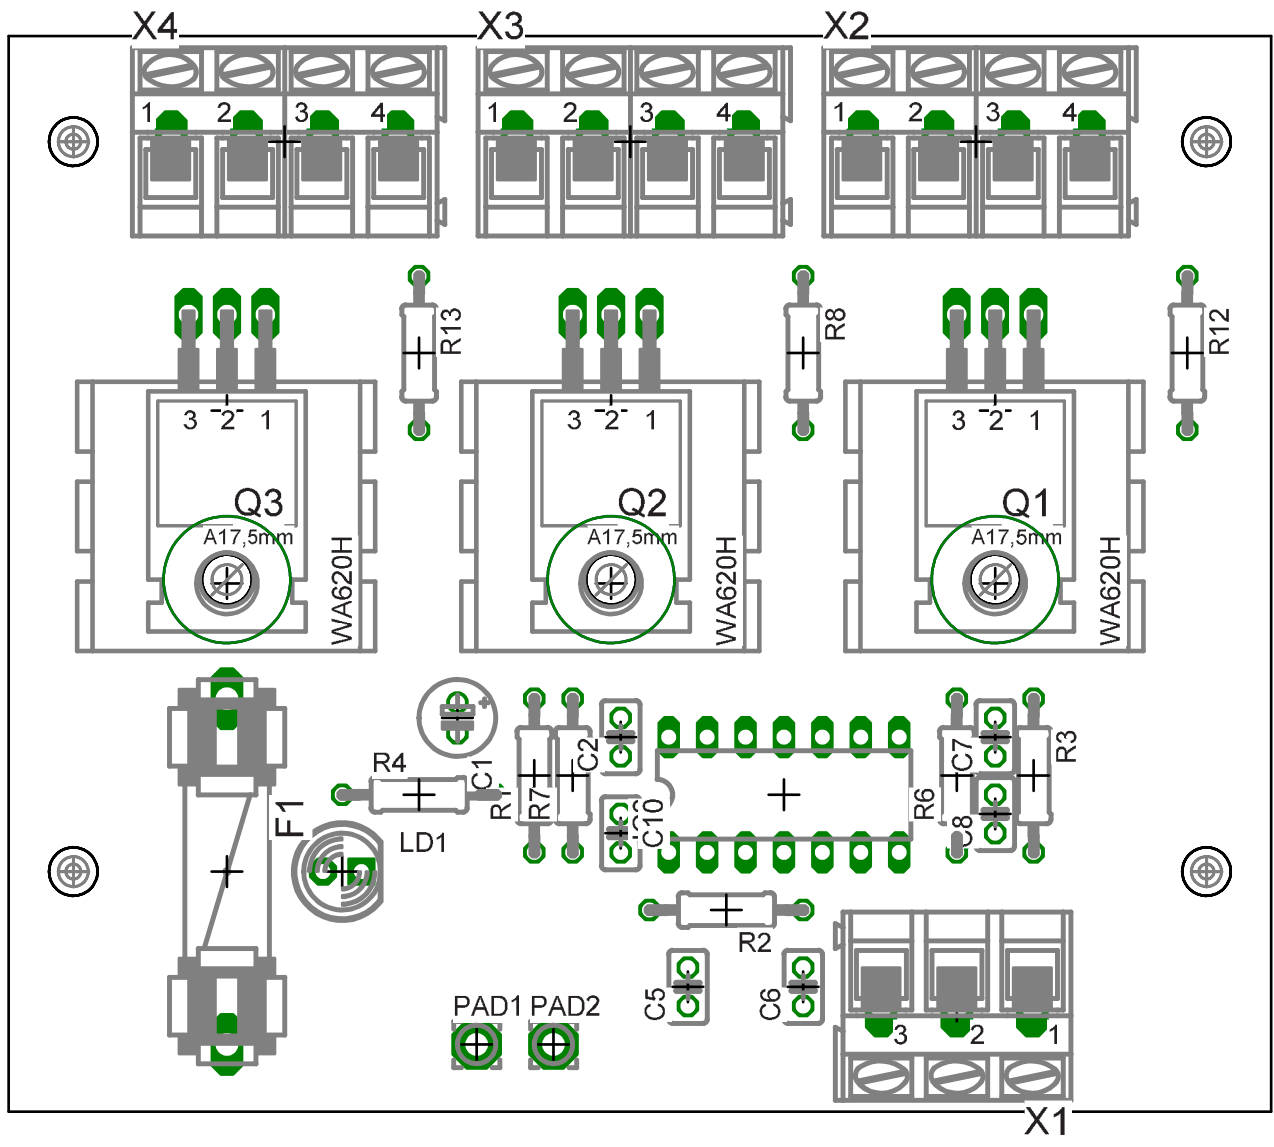 X4 X3 X2
1 2 3 4 1 2 3 4 1 2 3 4
R13 R8 R12
3 2 1 3 2 1 3 2 1
Q3 Q2 Q1
A17,5mm A17,5mm A17,5mm
WA620H WA620H WA620H
R4 C1 R7 C2 R6 C7 R3
F1 LD1 C10 C8
R2
C5 C6
PAD1 PAD2
3 2 1
X1